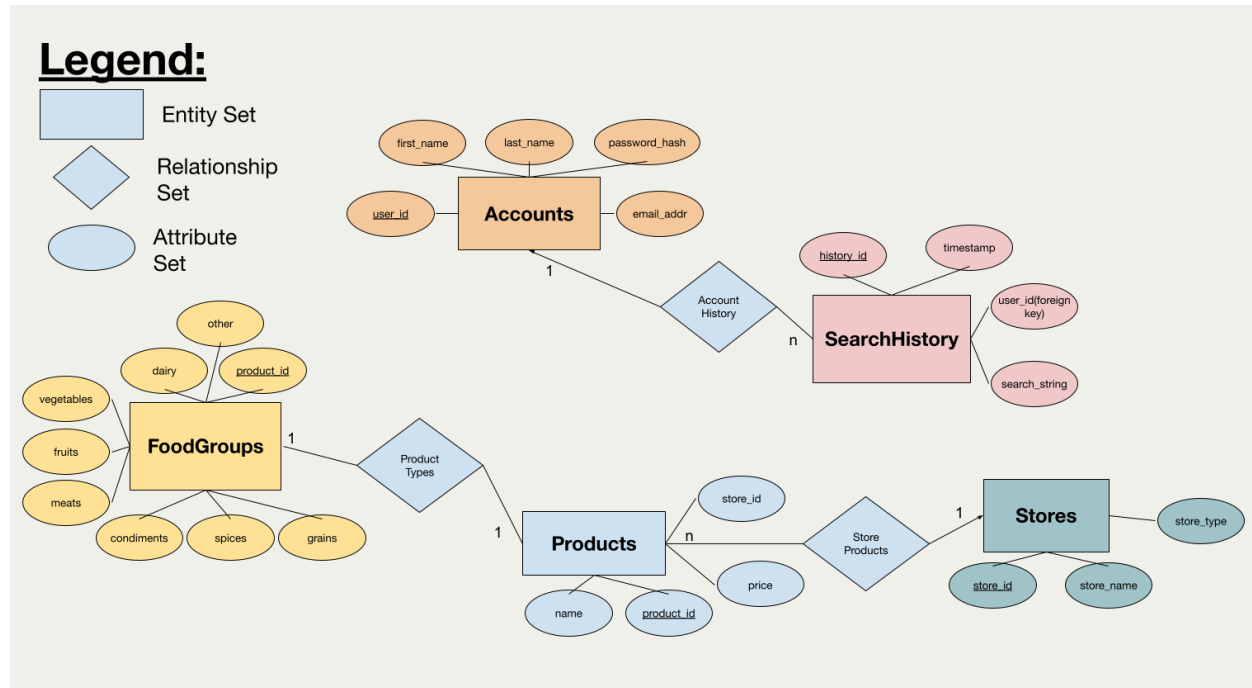 Legend:
Entity Set
Relationship
Set
Attribute
Set
first_name
last_name
password_hash
user_id
Accounts
email_addr
1
Account
History
n
history_id
timestamp
SearchHistory
user_id(foreign
key)
search_string
other
dairy
product_id
vegetables
fruits
meats
FoodGroups
condiments
spices
grains
1
Product
Types
1
Products
store_id
n
price
name
product_id
Store
Products
1
Stores
store_type
store_id
store_name